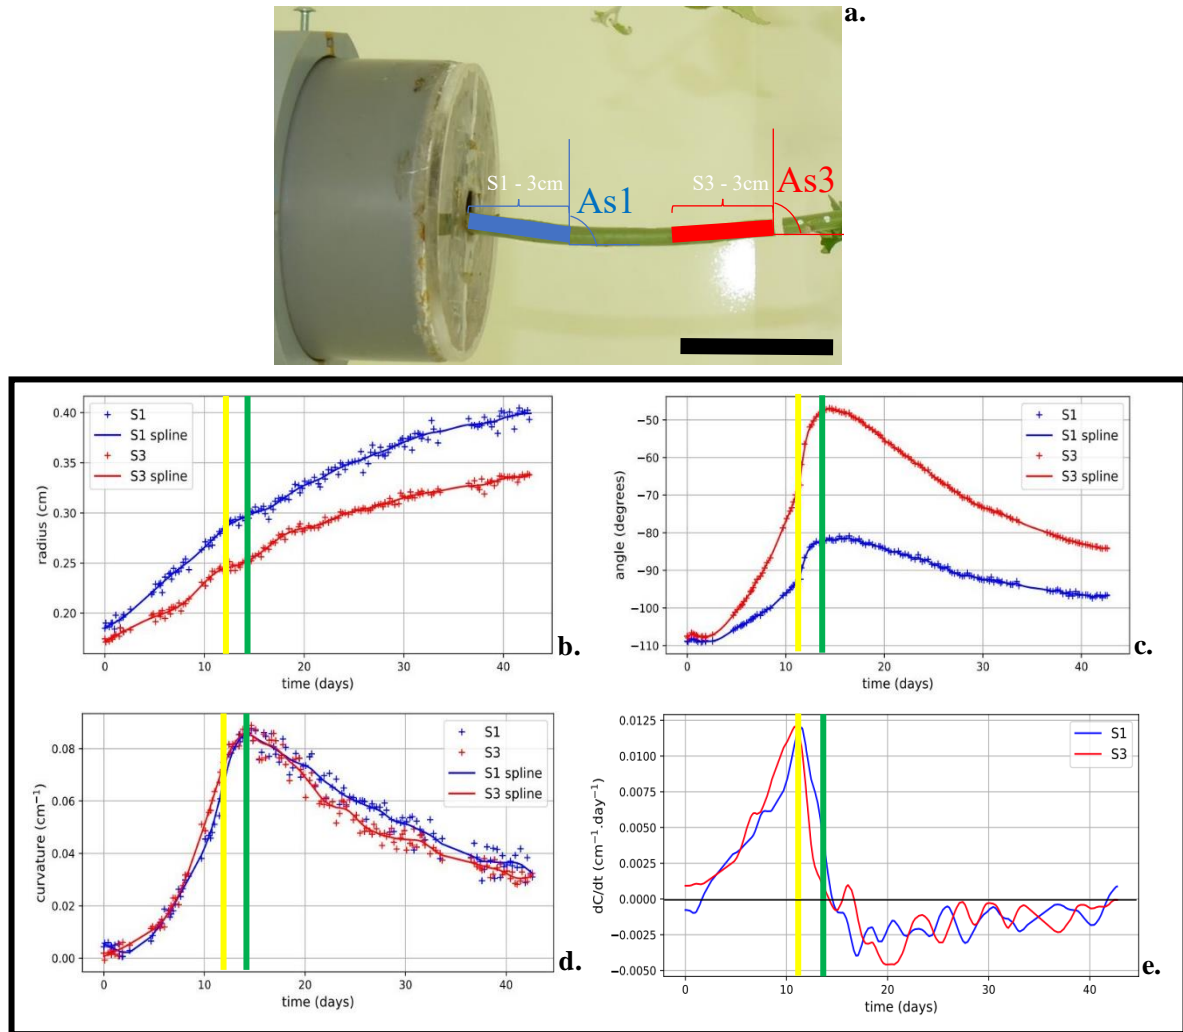 a.
S1 - 3cm
As1
S3 - 3cm
As3
S1
S1 spline
S3
S3 spline
radius (cm)
0.40
0.35
0.30
0.25
0.20
0
10
20
30
40
time (days)
b.
S1
S1 spline
S3
S3 spline
angle (degrees)
−50
−60
−70
−80
−90
−100
−110
0
10
20
30
40
time (days)
c.
S1
S3
S1 spline
S3 spline
curvature (cm⁻¹)
0.08
0.06
0.04
0.02
0.00
0
10
20
30
40
time (days)
d.
S1
S3
dC/dt (cm⁻¹.day⁻¹)
0.0125
0.0100
0.0075
0.0050
0.0025
0.0000
−0.0025
−0.0050
0
10
20
30
40
time (days)
e.